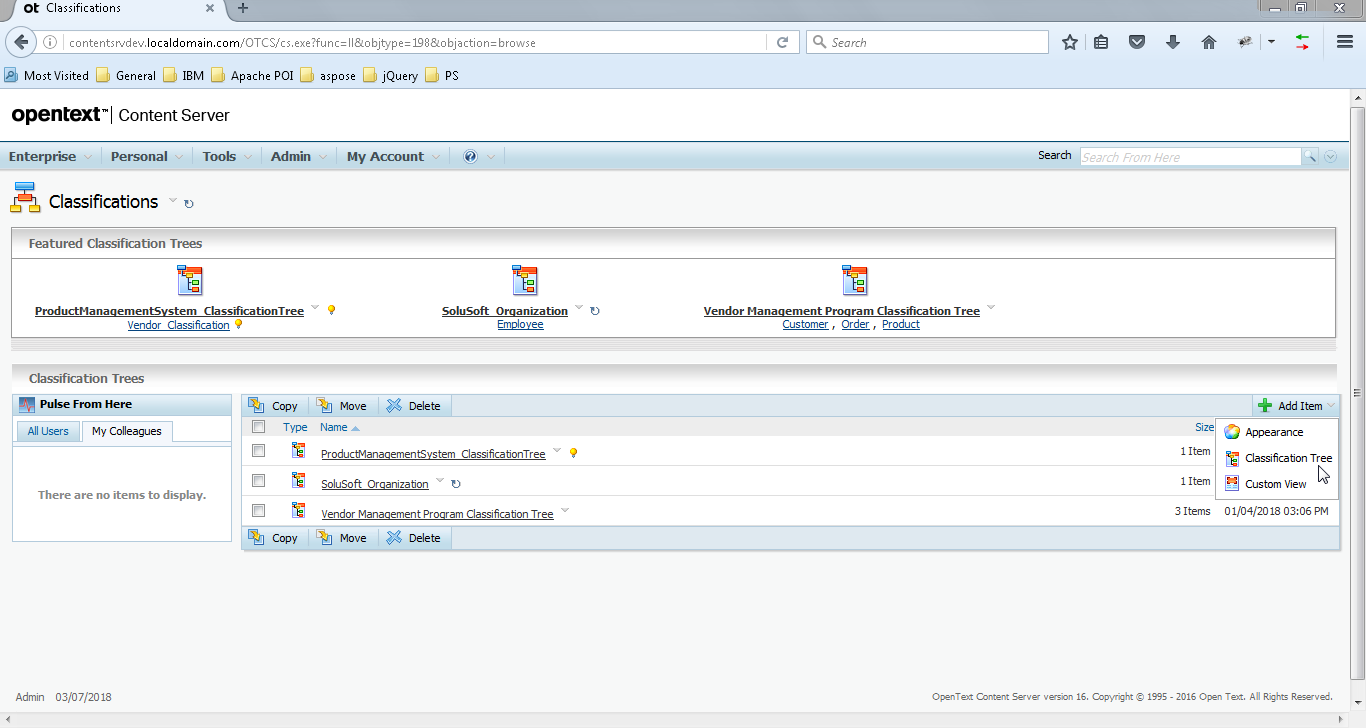 ot Classifications
contentsrvdev.localdomain.com/OTCS/cs.exe?func=ll&objtype=198&objaction=browse
Search
Most Visited General IBM Apache POI aspose jQuery PS
opentext™ | Content Server
Enterprise Personal Tools Admin My Account ?
Search Search From Here
Classifications
Featured Classification Trees
ProductManagementSystem_ClassificationTree SoluSoft_Organization Vendor Management Program Classification Tree
Vendor_Classification Employee Customer , Order , Product
Classification Trees
Pulse From Here
All Users My Colleagues
There are no items to display.
Copy Move Delete Add Item
Type Name Size
Appearance
Classification Tree
Custom View
ProductManagementSystem_ClassificationTree 1 Item
SoluSoft_Organization 1 Item
Vendor Management Program Classification Tree 3 Items 01/04/2018 03:06 PM
Copy Move Delete
Admin 03/07/2018
OpenText Content Server version 16. Copyright © 1995 - 2016 Open Text. All Rights Reserved.